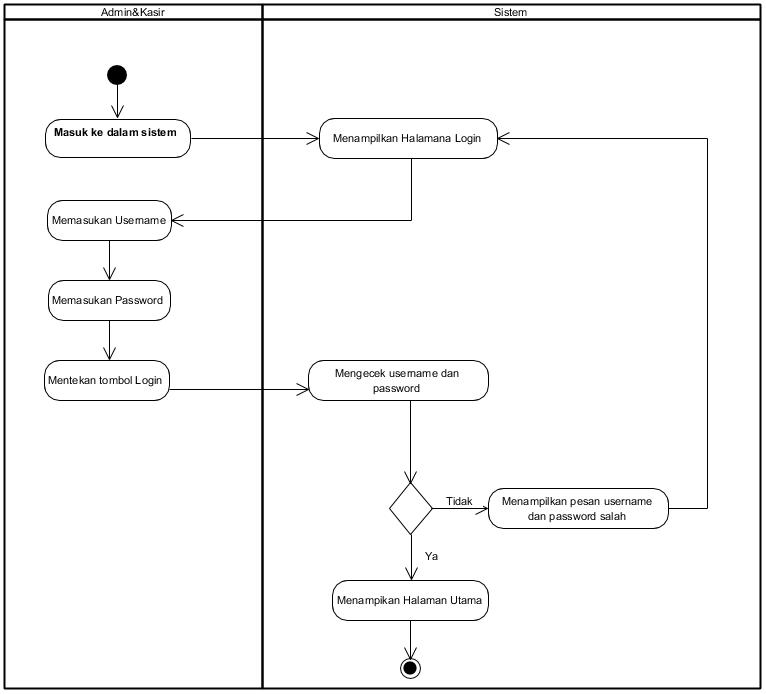 Admin&Kasir
Sistem
Masuk ke dalam sistem
Menampilkan Halamana Login
Memasukan Username
Memasukan Password
Mentekan tombol Login
Mengecek username dan
password
Tidak
Menampilkan pesan username
dan password salah
Ya
Menampikan Halaman Utama